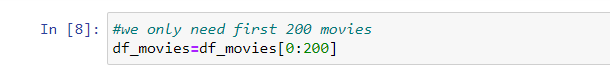 In [8]: #we only need first 200 movies
df_movies=df_movies[0:200]